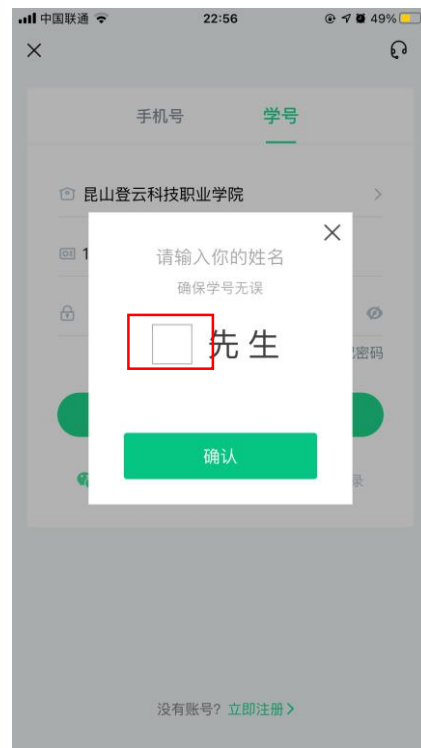 中国联通 22:56 49%
手机号 学号
昆山登云科技职业学院
1
请输入你的姓名
确保学号无误
先生
密码
确认
录
没有账号？立即注册